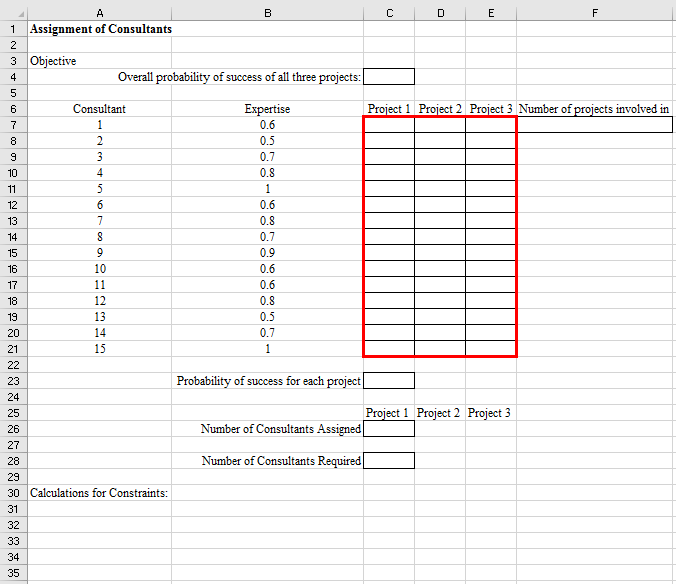 A B C D E F
1 Assignment of Consultants
2
3 Objective
4 Overall probability of success of all three projects:
5
6 Consultant Expertise Project 1 Project 2 Project 3 Number of projects involved in
7 1 0.6
8 2 0.5
9 3 0.7
10 4 0.8
11 5 1
12 6 0.6
13 7 0.8
14 8 0.7
15 9 0.9
16 10 0.6
17 11 0.6
18 12 0.8
19 13 0.5
20 14 0.7
21 15 1
22
23 Probability of success for each project
24
25 Project 1 Project 2 Project 3
26 Number of Consultants Assigned
27
28 Number of Consultants Required
29
30 Calculations for Constraints:
31
32
33
34
35